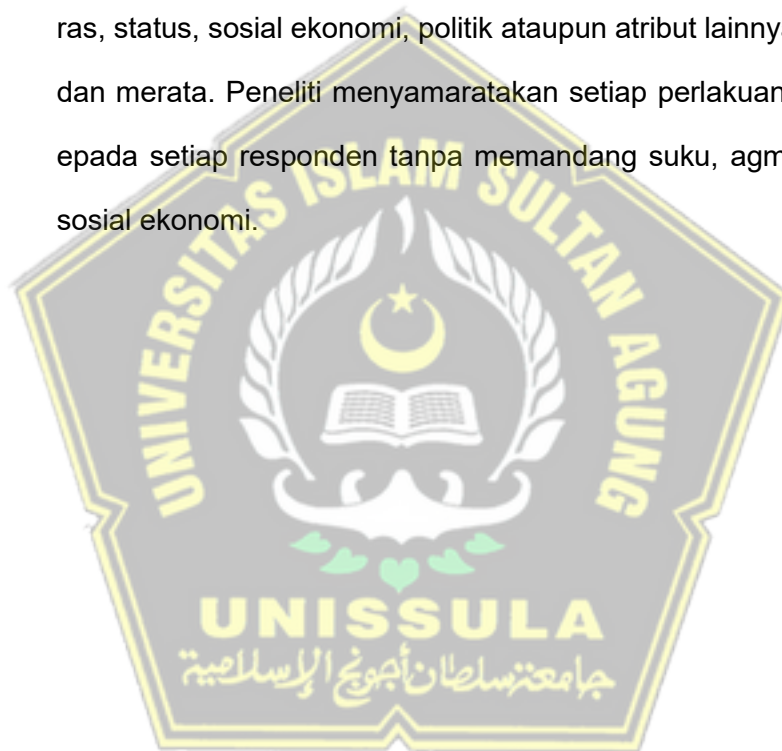 ras, status, sosial ekonomi, politik ataupun atribut lainnya
dan merata. Peneliti menyamaratakan setiap perlakuan
epada setiap responden tanpa memandang suku, agm
sosial ekonomi.
UNIVERSITAS ISLAM SULTAN AGUNG
UNISSULA
جامعة سلطان أجونج الإسلامية